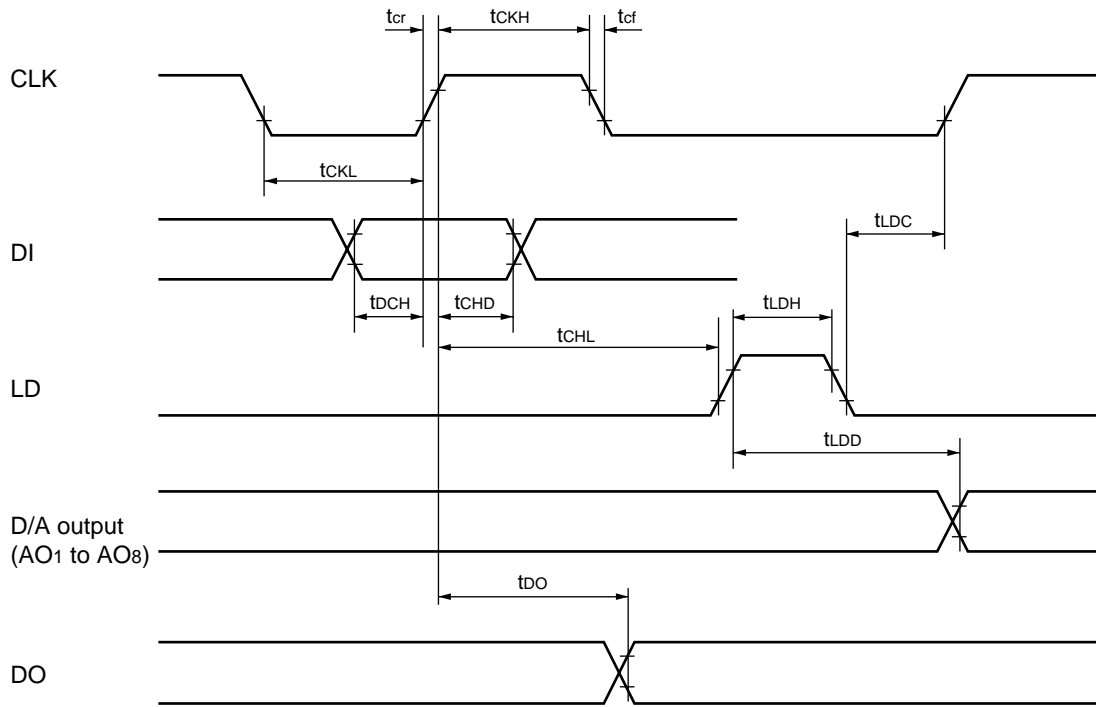 tcr
tCKH
tcf
CLK
tCKL
tLDC
DI
tDCH
tCHD
tLDH
tCHL
LD
tLDD
D/A output
(AO1 to AO8)
tDO
DO